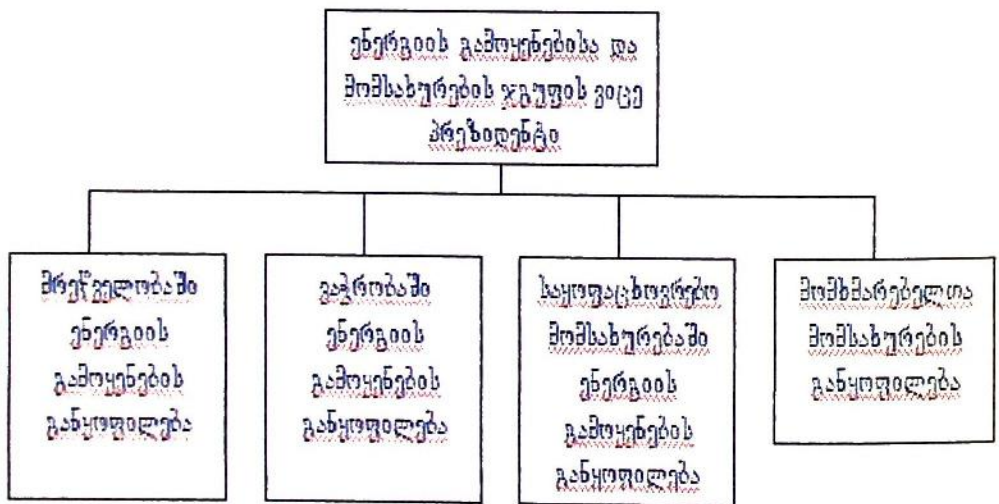 ენერგიის გამოყენებისა და
მომსახურების ჯგუფის ვიცე
პრეზიდენტი
მრეწველობაში
ენერგიის
გამოყენების
განყოფილება
ვაჭრობაში
ენერგიის
გამოყენების
განყოფილება
საყოფაცხოვრებო
მომსახურებაში
ენერგიის
გამოყენების
განყოფილება
მომხმარებელთა
მომსახურების
განყოფილება